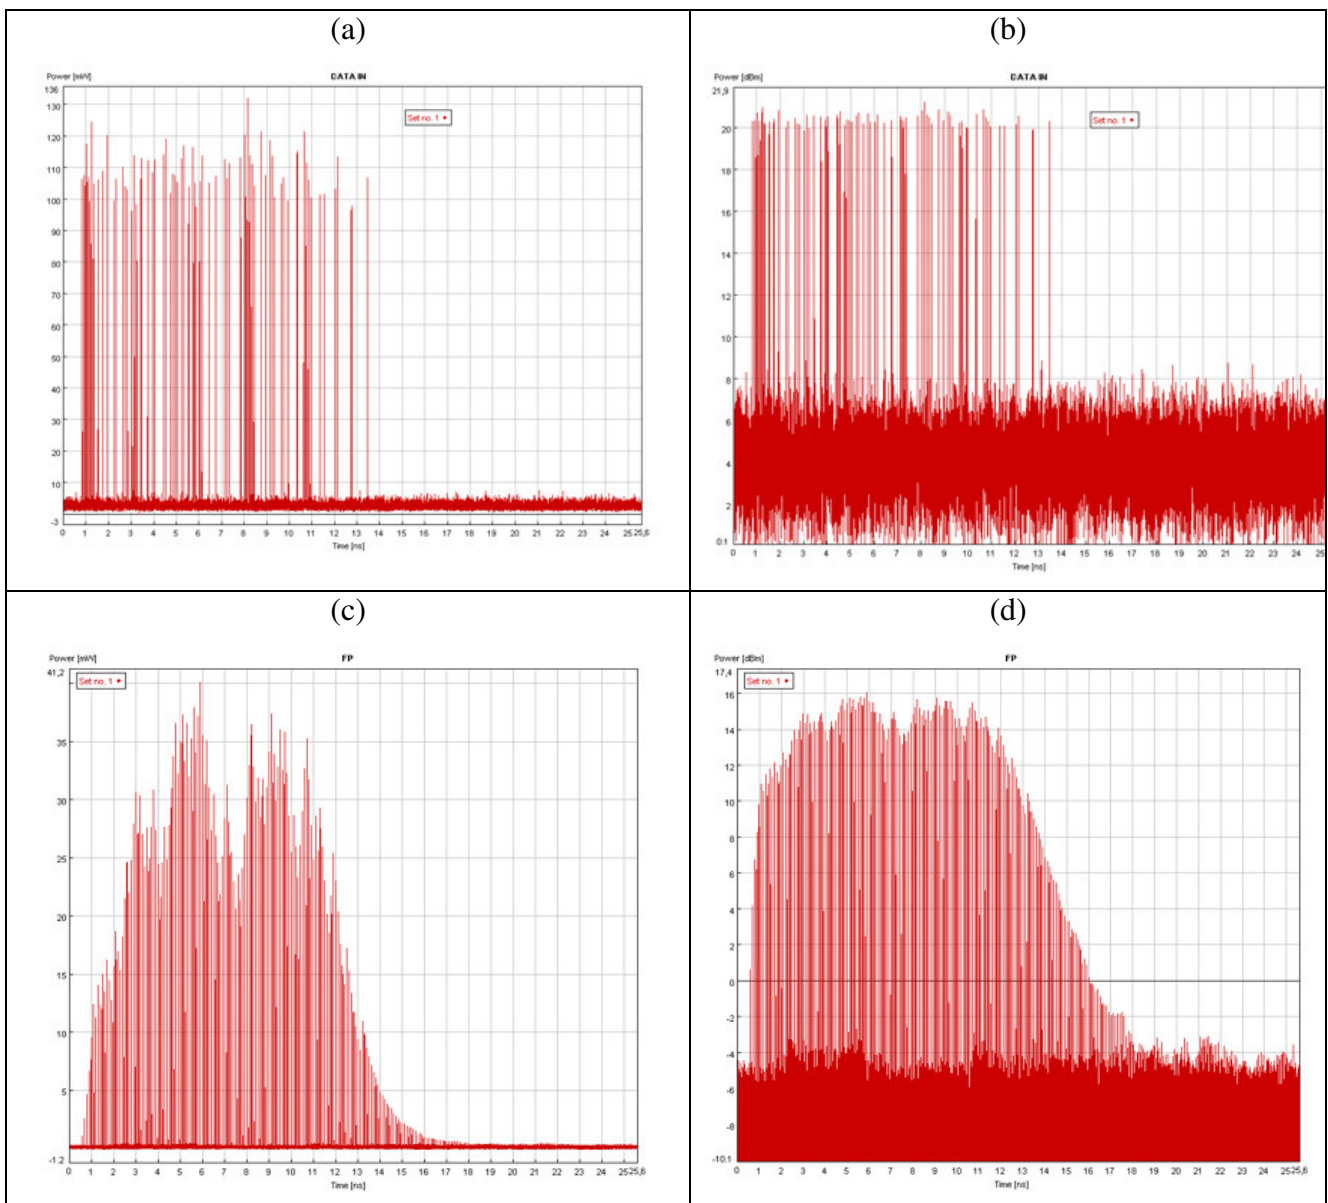 (a)
Power [mW]
DATA IN
136
130
120
110
100
90
80
70
60
50
40
30
20
10
-3
Set no. 1
0 1 2 3 4 5 6 7 8 9 10 11 12 13 14 15 16 17 18 19 20 21 22 23 24 25 25,6
Time [ns]
(b)
Power [dBm]
DATA IN
21,9
20
18
16
14
12
10
8
6
4
2
0.1
Set no. 1
0 1 2 3 4 5 6 7 8 9 10 11 12 13 14 15 16 17 18 19 20 21 22 23 24 25
Time [ns]
(c)
Power [mW]
FP
41,2
Set no. 1
35
30
25
20
15
10
5
-1.2
0 1 2 3 4 5 6 7 8 9 10 11 12 13 14 15 16 17 18 19 20 21 22 23 24 25 25,6
Time [ns]
(d)
Power [dBm]
FP
17,4
Set no. 1
16
14
12
10
8
6
4
2
0
-2
-4
-6
-8
-10.1
0 1 2 3 4 5 6 7 8 9 10 11 12 13 14 15 16 17 18 19 20 21 22 23 24 25 25,6
Time [ns]